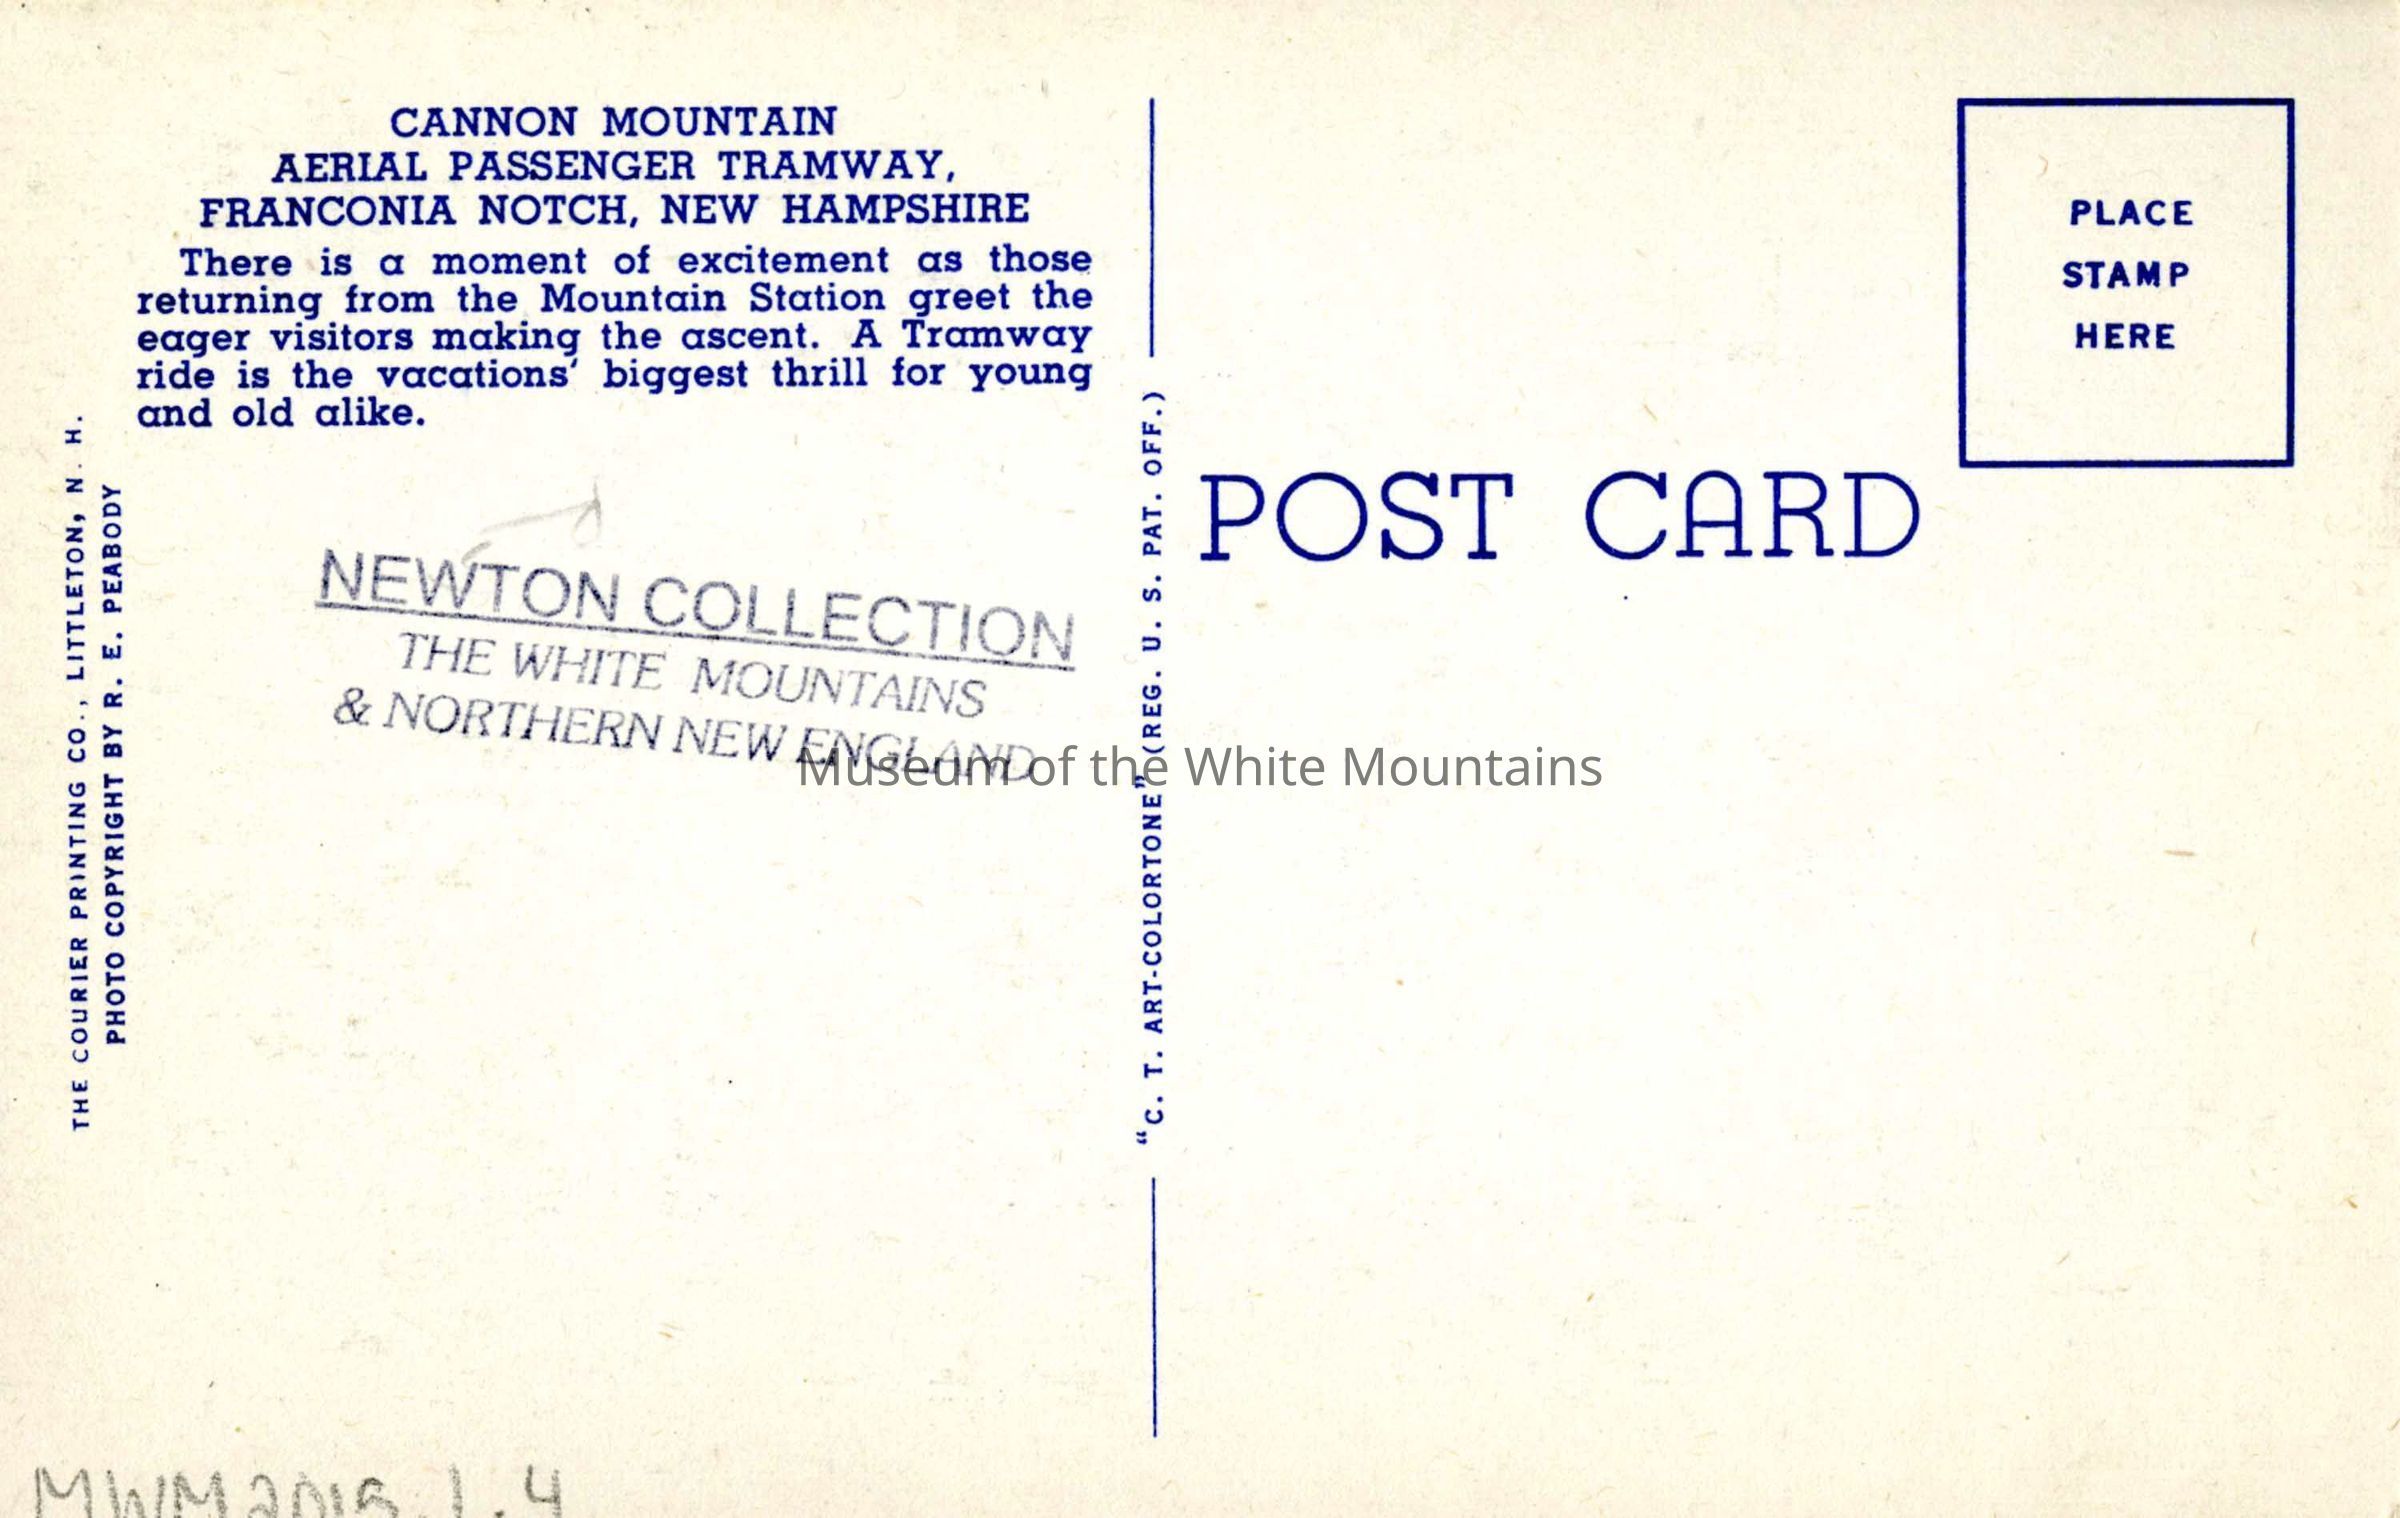 CANNON MOUNTAIN
AERIAL PASSENGER TRAMWAY,
FRANCONIA NOTCH, NEW HAMPSHIRE
There is a moment of excitement as those
returning from the Mountain Station greet the
eager visitors making the ascent. A Tramway
ride is the vacations' biggest thrill for young
and old alike.
THE COURIER PRINTING CO., LITTLETON, N. H.
PHOTO COPYRIGHT BY R. E. PEABODY
NEWTON COLLECTION
THE WHITE MOUNTAINS
& NORTHERN NEW ENGLAND
Museum of the White Mountains
"C. T. ART-COLORTONE" (REG. U. S. PAT. OFF.)
POST CARD
PLACE
STAMP
HERE